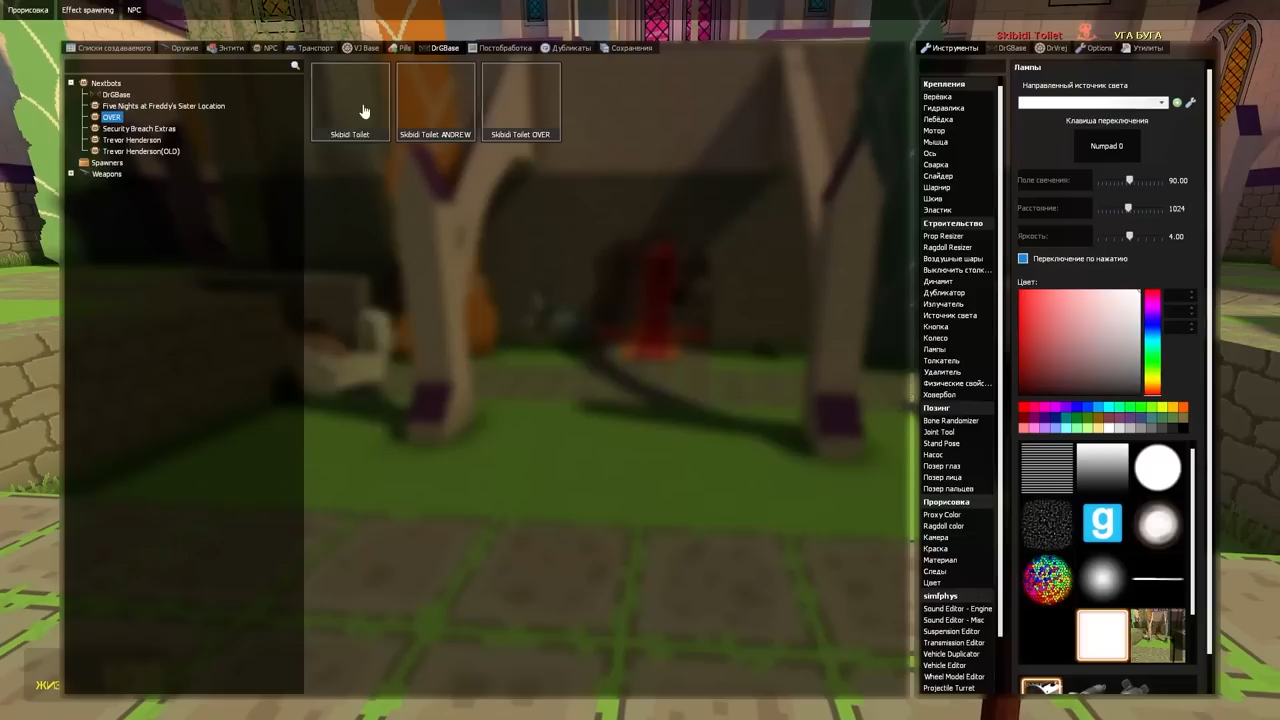 Прорисовка Effect spawning NPC
Skibidi Toilet УГА БУГА
Списки создаваемого Оружие Энтити NPC Транспорт VJ Base Pills DrGBase Постобработка Дубликаты Сохранения
Nextbots
DrGBase
Five Nights at Freddy's Sister Location
OVER
Security Breach Extras
Trevor Henderson
Trevor Henderson(OLD)
Spawners
Weapons
Skibidi Toilet Skibidi Toilet ANDREW Skibidi Toilet OVER
Инструменты DrGBase DrVrej Options Утилиты
Крепления
Верёвка
Гидравлика
Лебёдка
Мотор
Мышца
Ось
Сварка
Слайдер
Шарнир
Шкив
Эластик
Строительство
Prop Resizer
Ragdoll Resizer
Воздушные шары
Выключить столк...
Динамит
Дубликатор
Излучатель
Источник света
Кнопка
Колесо
Лампы
Толкатель
Удалитель
Физические свойс...
Ховербол
Позинг
Bone Randomizer
Joint Tool
Stand Pose
Насос
Позер глаз
Позер лица
Позер пальцев
Прорисовка
Proxy Color
Ragdoll color
Камера
Краска
Материал
Следы
Цвет
simfphys
Sound Editor - Engine
Sound Editor - Misc
Suspension Editor
Transmission Editor
Vehicle Duplicator
Vehicle Editor
Wheel Model Editor
Projectile Turret
Лампы
Направленный источник света
Клавиша переключения
Numpad 0
Поле свечения: 90.00
Расстояние: 1024
Яркость: 4.00
Переключение по нажатию
Цвет:
g